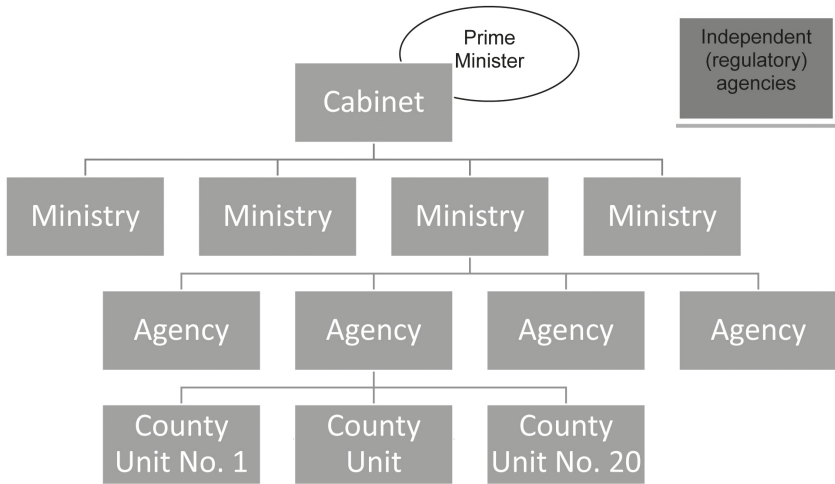 Prime
Minister
Independent
(regulatory)
agencies
Cabinet
Ministry
Ministry
Ministry
Ministry
Agency
Agency
Agency
Agency
County
Unit No. 1
County
Unit
County
Unit No. 20